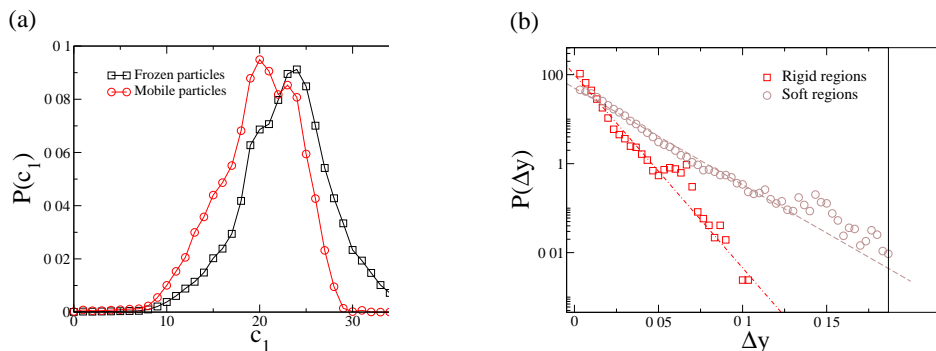 (a)
(b)
0 1
0 08
0 06
0 04
0 02
0
P(c1)
Frozen particles
Mobile particles
0 10 20 30
c1
100
1
0 01
P(Δy)
Rigid regions
Soft regions
0 0 05 0 1 0 15
Δy